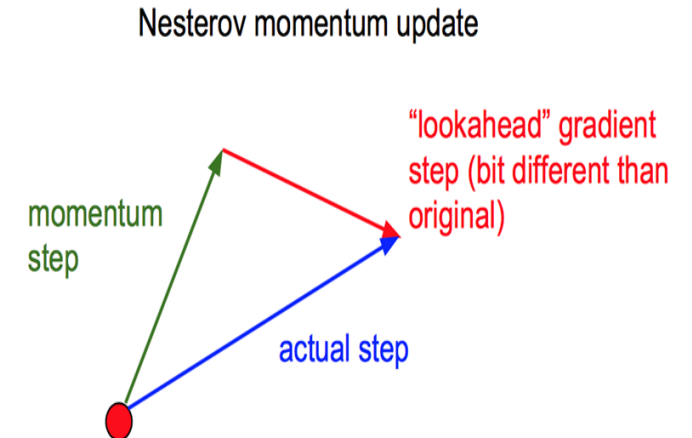 Nesterov momentum update
“lookahead” gradient
step (bit different than
original)
momentum
step
actual step